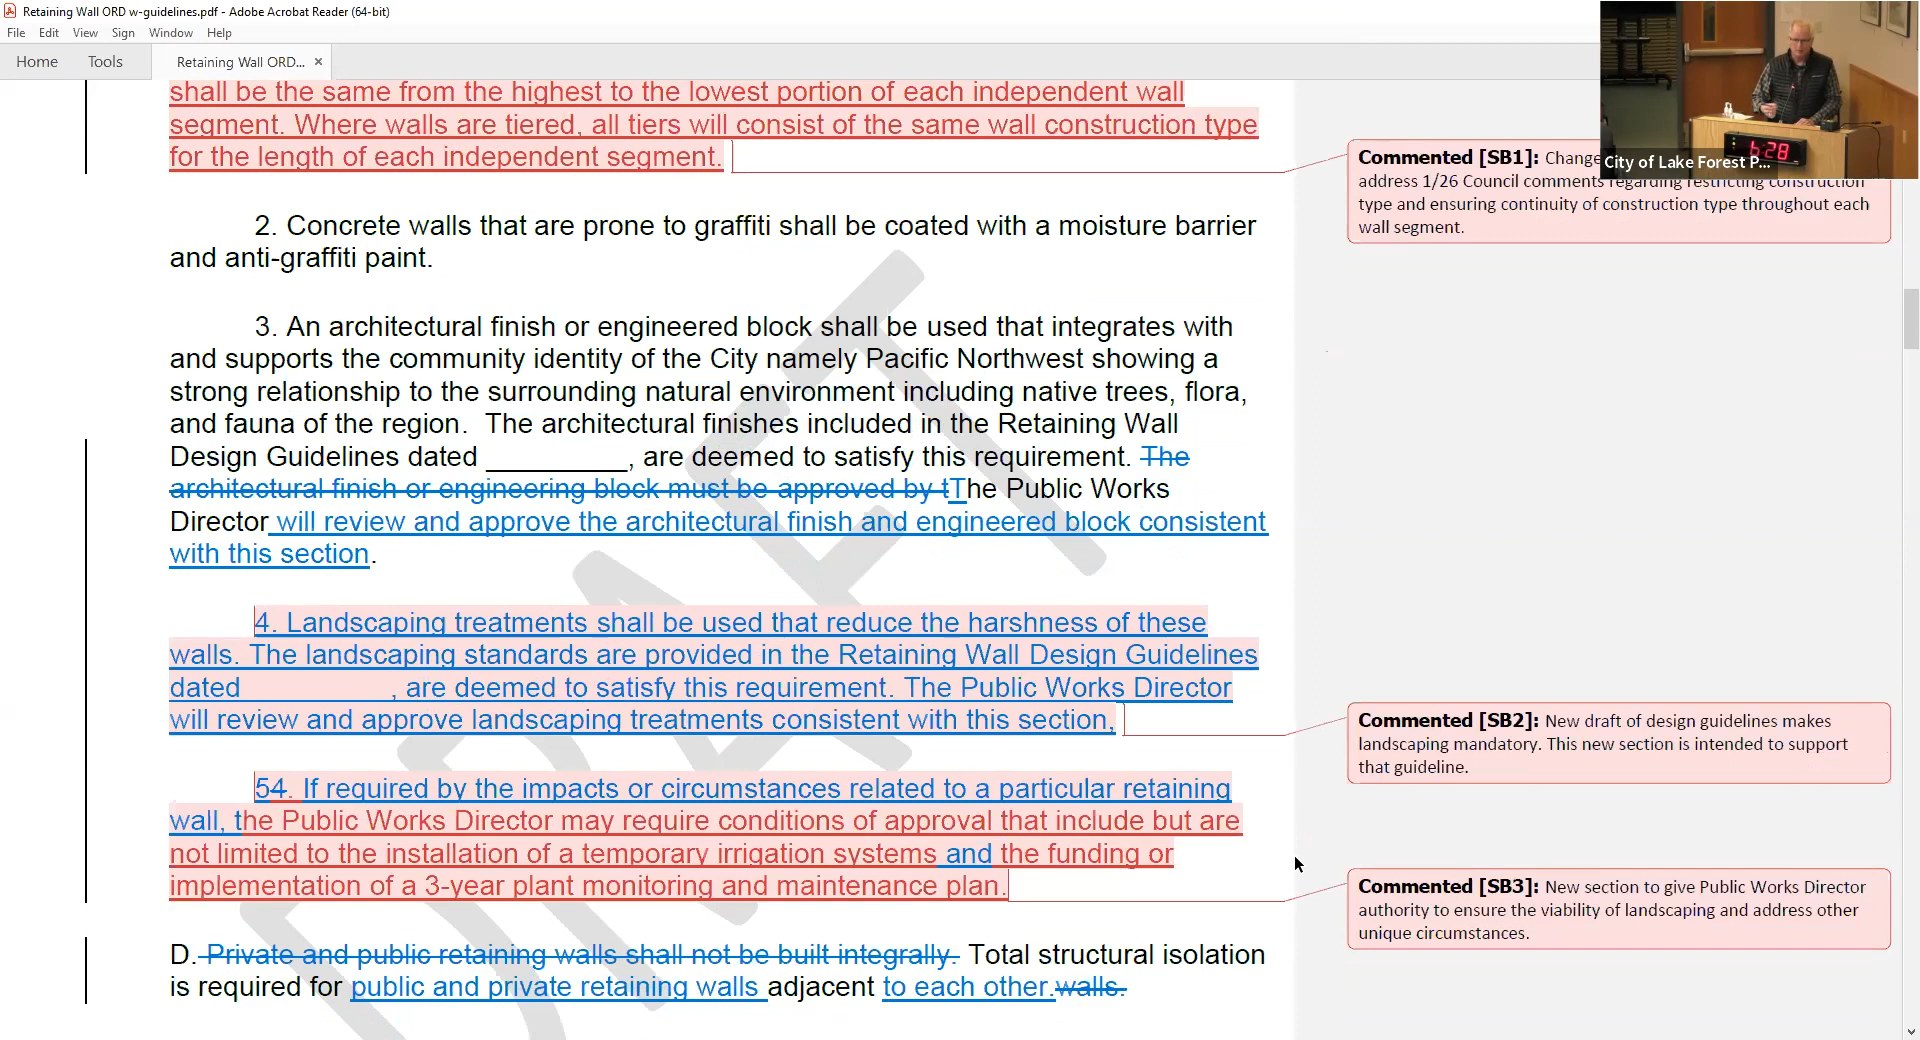 Retaining Wall ORD w-guidelines.pdf - Adobe Acrobat Reader (64-bit)
File Edit View Sign Window Help
Home Tools Retaining Wall ORD... ×
shall be the same from the highest to the lowest portion of each independent wall
segment. Where walls are tiered, all tiers will consist of the same wall construction type
for the length of each independent segment.
2. Concrete walls that are prone to graffiti shall be coated with a moisture barrier
and anti-graffiti paint.
3. An architectural finish or engineered block shall be used that integrates with
and supports the community identity of the City namely Pacific Northwest showing a
strong relationship to the surrounding natural environment including native trees, flora,
and fauna of the region. The architectural finishes included in the Retaining Wall
Design Guidelines dated _________, are deemed to satisfy this requirement. The
architectural finish or engineering block must be approved by tThe Public Works
Director will review and approve the architectural finish and engineered block consistent
with this section.
4. Landscaping treatments shall be used that reduce the harshness of these
walls. The landscaping standards are provided in the Retaining Wall Design Guidelines
dated __________, are deemed to satisfy this requirement. The Public Works Director
will review and approve landscaping treatments consistent with this section,
54. If required by the impacts or circumstances related to a particular retaining
wall, the Public Works Director may require conditions of approval that include but are
not limited to the installation of a temporary irrigation systems and the funding or
implementation of a 3-year plant monitoring and maintenance plan.
D. Private and public retaining walls shall not be built integrally. Total structural isolation
is required for public and private retaining walls adjacent to each other.walls.
DRAFT
Commented [SB1]: Change
address 1/26 Council comments regarding restricting construction
type and ensuring continuity of construction type throughout each
wall segment.
Commented [SB2]: New draft of design guidelines makes
landscaping mandatory. This new section is intended to support
that guideline.
Commented [SB3]: New section to give Public Works Director
authority to ensure the viability of landscaping and address other
unique circumstances.
6:28
City of Lake Forest P...